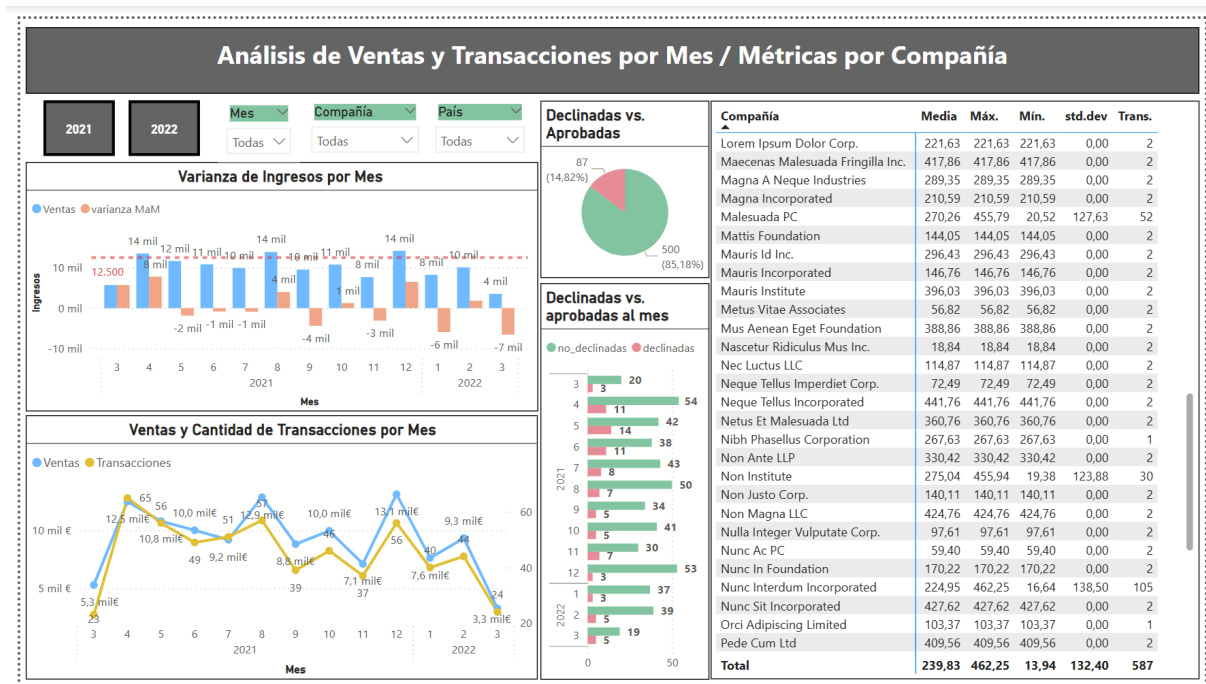 Análisis de Ventas y Transacciones por Mes / Métricas por Compañía
2021
2022
Mes
Compañía
País
Todas
Todas
Todas
Varianza de Ingresos por Mes
Ventas varianza MaM
14 mil 12 mil 11 mil 10 mil 14 mil 10 mil 11 mil 8 mil 14 mil 8 mil 10 mil 4 mil
12.500
8 mil -2 mil -1 mil -1 mil 4 mil -4 mil 1 mil -3 mil -6 mil -7 mil
10 mil
0 mil
-10 mil
Ingresos
3 4 5 6 7 8 9 10 11 12 1 2 3
2021 2022
Mes
Ventas y Cantidad de Transacciones por Mes
Ventas Transacciones
10 mil €
5 mil €
60
40
20
5,3 mil€ 12,5 mil€ 10,8 mil€ 10,0 mil€ 9,2 mil€ 12,9 mil€ 8,8 mil€ 10,0 mil€ 7,1 mil€ 13,1 mil€ 7,6 mil€ 9,3 mil€ 3,3 mil€
23 65 56 49 51 57 39 46 37 56 40 44 24
3 4 5 6 7 8 9 10 11 12 1 2 3
2021 2022
Mes
Declinadas vs.
Aprobadas
87
(14,82%)
500
(85,18%)
Declinadas vs.
aprobadas al mes
no_declinadas declinadas
2021
3 20
3
4 54
11
5 42
14
6 38
11
7 43
8
8 50
7
9 34
5
10 41
5
11 30
7
12 53
3
2022
1 37
3
2 39
5
3 19
5
0 50
Compañía Media Máx. Mín. std.dev Trans.
Lorem Ipsum Dolor Corp. 221,63 221,63 221,63 0,00 2
Maecenas Malesuada Fringilla Inc. 417,86 417,86 417,86 0,00 2
Magna A Neque Industries 289,35 289,35 289,35 0,00 2
Magna Incorporated 210,59 210,59 210,59 0,00 2
Malesuada PC 270,26 455,79 20,52 127,63 52
Mattis Foundation 144,05 144,05 144,05 0,00 2
Mauris Id Inc. 296,43 296,43 296,43 0,00 2
Mauris Incorporated 146,76 146,76 146,76 0,00 2
Mauris Institute 396,03 396,03 396,03 0,00 2
Metus Vitae Associates 56,82 56,82 56,82 0,00 2
Mus Aenean Eget Foundation 388,86 388,86 388,86 0,00 2
Nascetur Ridiculus Mus Inc. 18,84 18,84 18,84 0,00 2
Nec Luctus LLC 114,87 114,87 114,87 0,00 2
Neque Tellus Imperdiet Corp. 72,49 72,49 72,49 0,00 2
Neque Tellus Incorporated 441,76 441,76 441,76 0,00 2
Netus Et Malesuada Ltd 360,76 360,76 360,76 0,00 2
Nibh Phasellus Corporation 267,63 267,63 267,63 0,00 1
Non Ante LLP 330,42 330,42 330,42 0,00 2
Non Institute 275,04 455,94 19,38 123,88 30
Non Justo Corp. 140,11 140,11 140,11 0,00 2
Non Magna LLC 424,76 424,76 424,76 0,00 2
Nulla Integer Vulputate Corp. 97,61 97,61 97,61 0,00 2
Nunc Ac PC 59,40 59,40 59,40 0,00 2
Nunc In Foundation 170,22 170,22 170,22 0,00 2
Nunc Interdum Incorporated 224,95 462,25 16,64 138,50 105
Nunc Sit Incorporated 427,62 427,62 427,62 0,00 2
Orci Adipiscing Limited 103,37 103,37 103,37 0,00 1
Pede Cum Ltd 409,56 409,56 409,56 0,00 2
Total 239,83 462,25 13,94 132,40 587